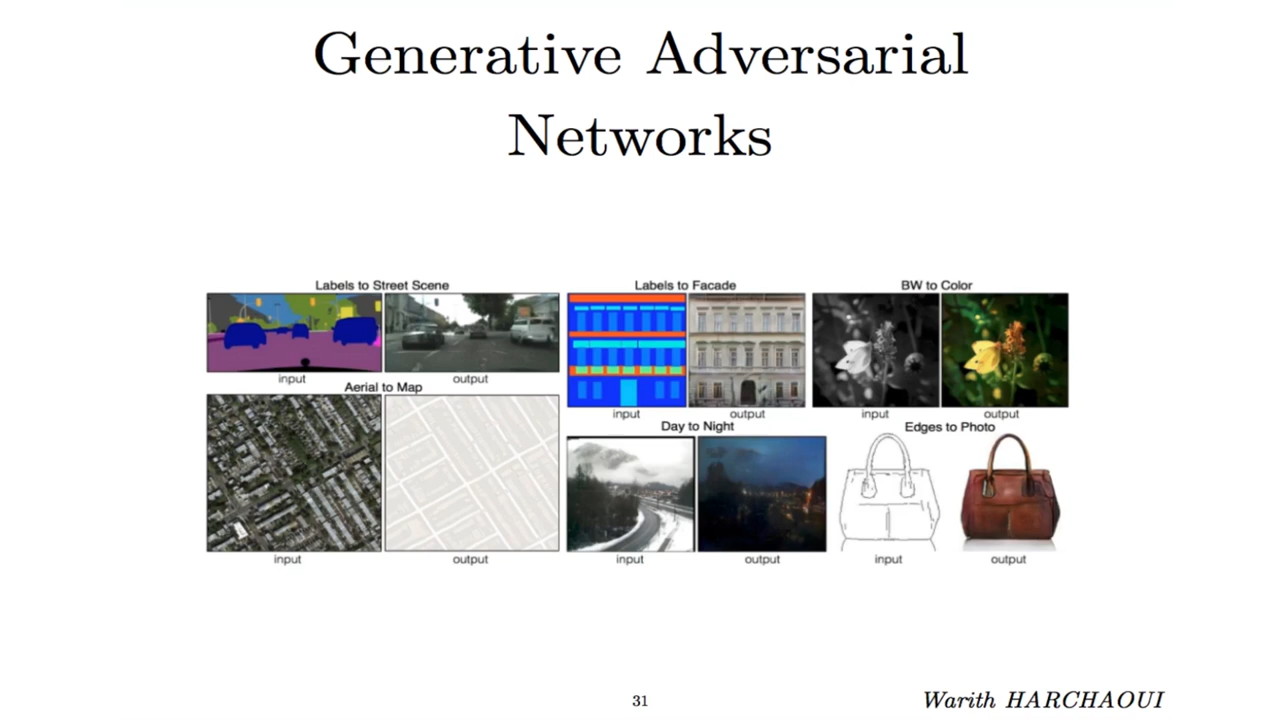 Generative Adversarial
Networks
Labels to Street Scene
input
output
Aerial to Map
input
output
Labels to Facade
input
output
Day to Night
input
output
BW to Color
input
output
Edges to Photo
input
output
31
Warith HARCHAOUI